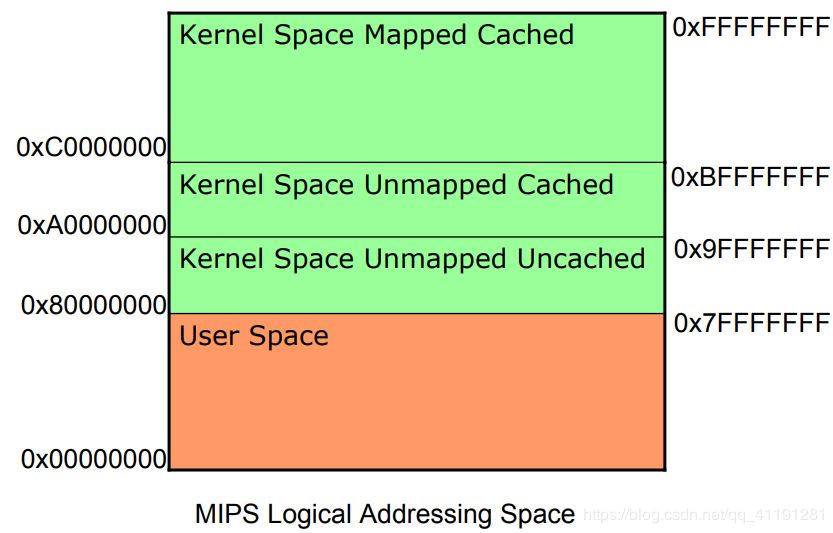 Kernel Space Mapped Cached
0xFFFFFFFF
0xC0000000
Kernel Space Unmapped Cached
0xBFFFFFFF
0xA0000000
Kernel Space Unmapped Uncached
0x9FFFFFFF
0x80000000
User Space
0x7FFFFFFF
0x00000000
MIPS Logical Addressing Space
https://blog.csdn.net/qq_41191281